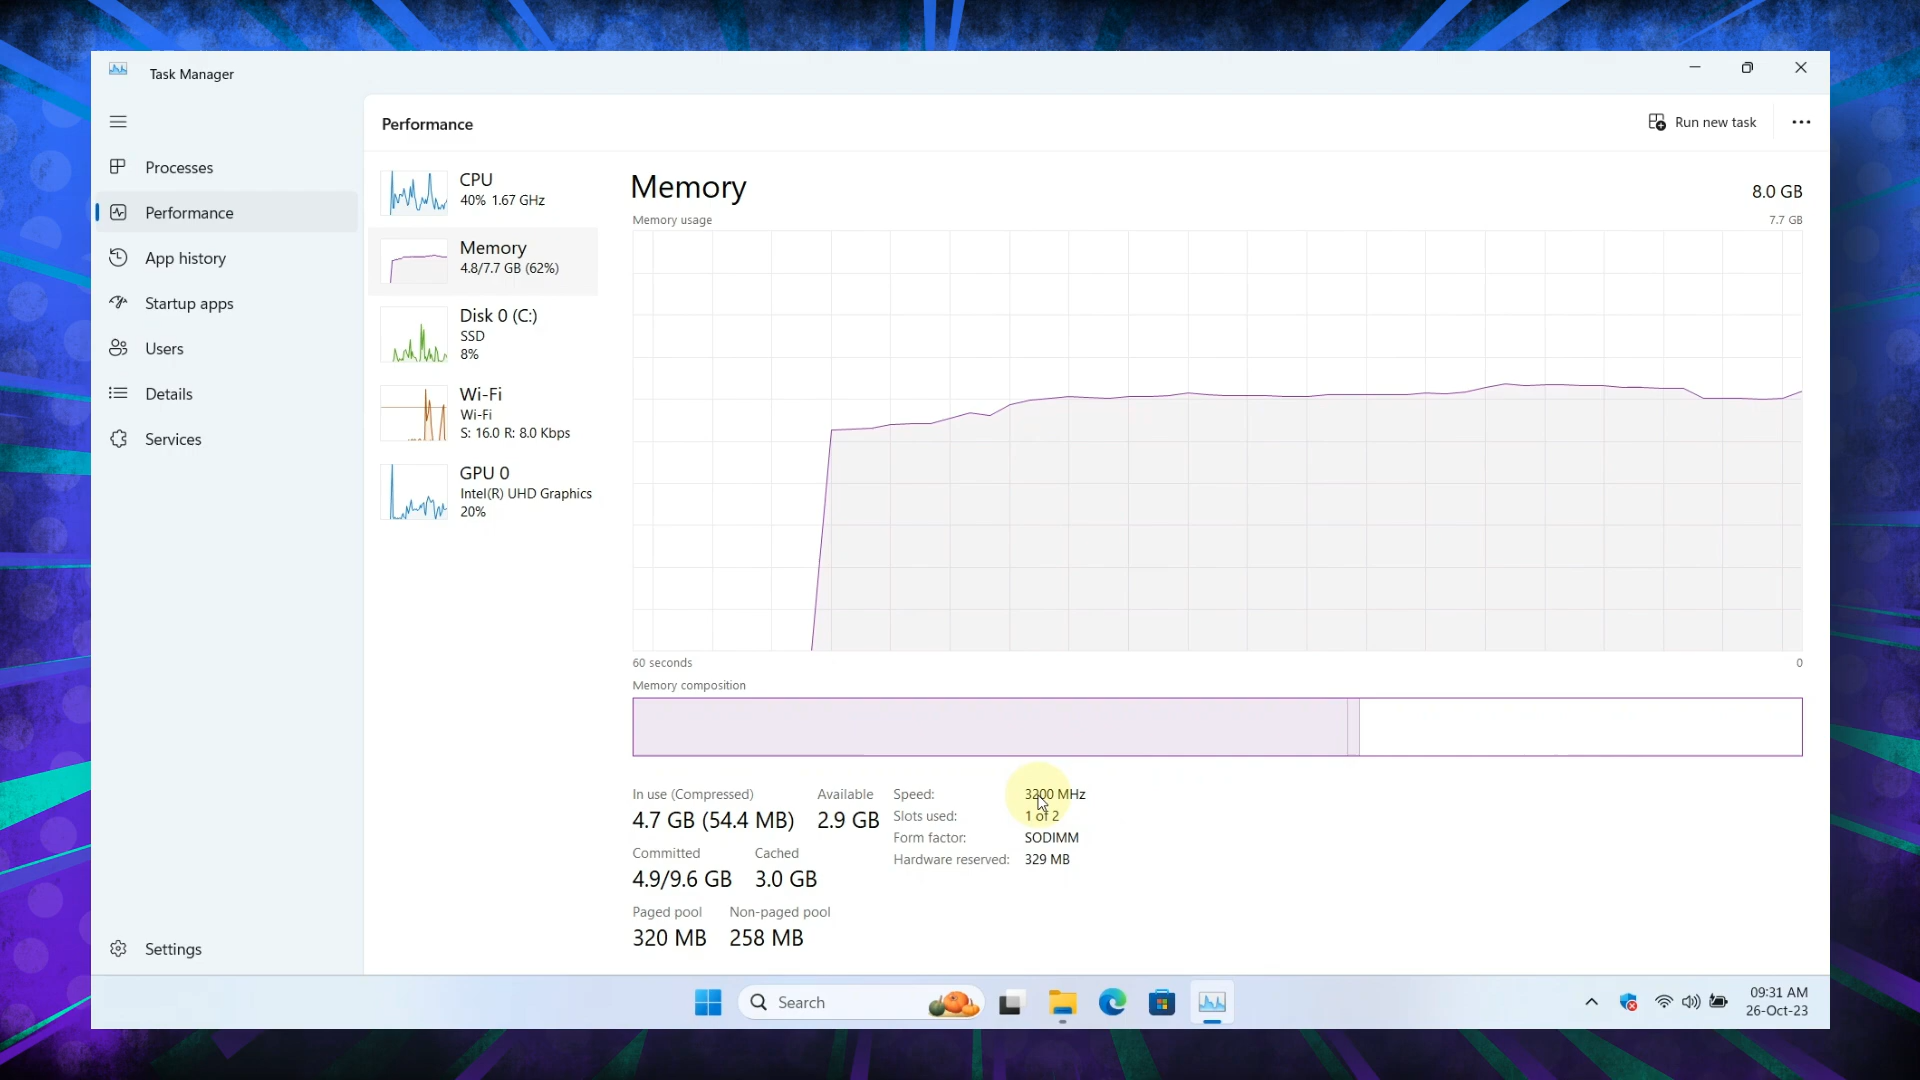 Task Manager
Performance
Run new task
Processes
Performance
App history
Startup apps
Users
Details
Services
Settings
CPU
40% 1.67 GHz
Memory
4.8/7.7 GB (62%)
Disk 0 (C:)
SSD
8%
Wi-Fi
Wi-Fi
S: 16.0 R: 8.0 Kbps
GPU 0
Intel(R) UHD Graphics
20%
Memory
8.0 GB
Memory usage
7.7 GB
60 seconds
0
Memory composition
In use (Compressed)
4.7 GB (54.4 MB)
Available
2.9 GB
Committed
4.9/9.6 GB
Cached
3.0 GB
Paged pool
320 MB
Non-paged pool
258 MB
Speed: 3200 MHz
Slots used: 1 of 2
Form factor: SODIMM
Hardware reserved: 329 MB
Search
09:31 AM
26-Oct-23